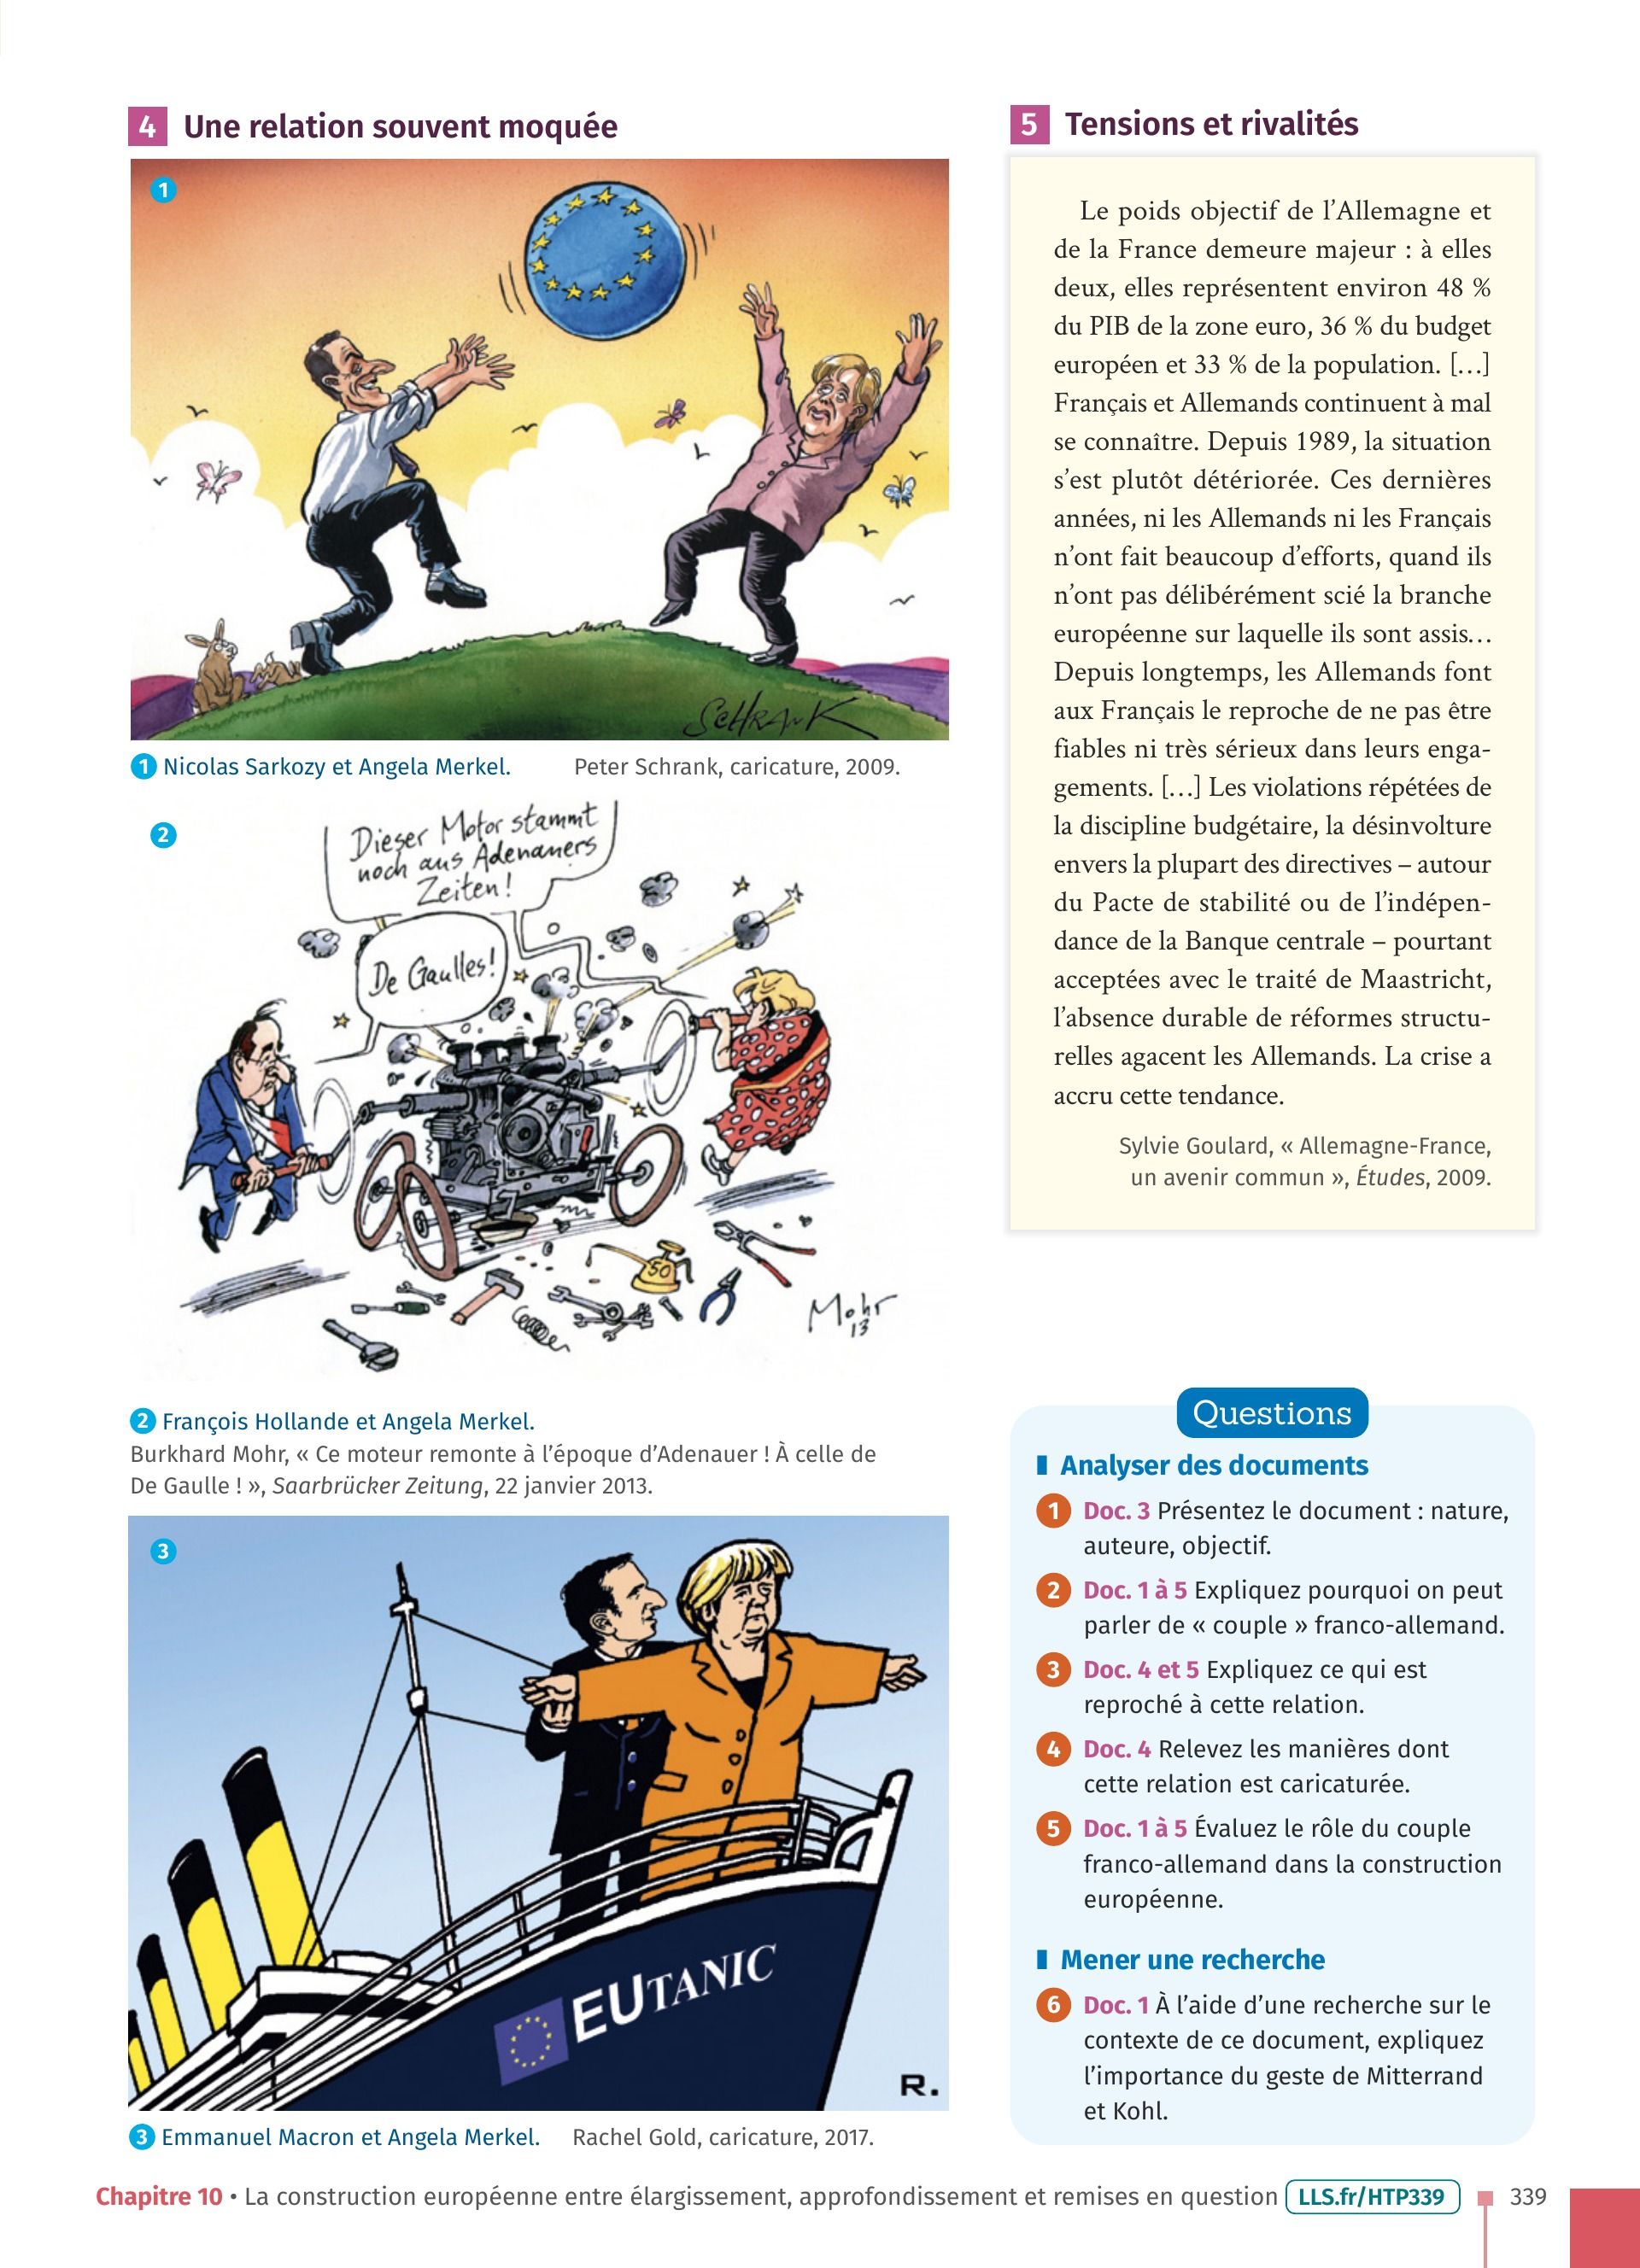 4 Une relation souvent moquée
1
SCHRANK
1 Nicolas Sarkozy et Angela Merkel. Peter Schrank, caricature, 2009.
2
Dieser Motor stammt
noch aus Adenauers
Zeiten!
De Gaulles!
50
Mohr
13
2 François Hollande et Angela Merkel.
Burkhard Mohr, « Ce moteur remonte à l'époque d'Adenauer ! À celle de
De Gaulle ! », Saarbrücker Zeitung, 22 janvier 2013.
3
EUTANIC
R.
3 Emmanuel Macron et Angela Merkel. Rachel Gold, caricature, 2017.
5 Tensions et rivalités
Le poids objectif de l'Allemagne et
de la France demeure majeur : à elles
deux, elles représentent environ 48 %
du PIB de la zone euro, 36 % du budget
européen et 33 % de la population. [...]
Français et Allemands continuent à mal
se connaître. Depuis 1989, la situation
s'est plutôt détériorée. Ces dernières
années, ni les Allemands ni les Français
n'ont fait beaucoup d'efforts, quand ils
n'ont pas délibérément scié la branche
européenne sur laquelle ils sont assis...
Depuis longtemps, les Allemands font
aux Français le reproche de ne pas être
fiables ni très sérieux dans leurs enga-
gements. [...] Les violations répétées de
la discipline budgétaire, la désinvolture
envers la plupart des directives – autour
du Pacte de stabilité ou de l'indépen-
dance de la Banque centrale – pourtant
acceptées avec le traité de Maastricht,
l'absence durable de réformes structu-
relles agacent les Allemands. La crise a
accru cette tendance.
Sylvie Goulard, « Allemagne-France,
un avenir commun », Études, 2009.
Questions
Analyser des documents
1 Doc. 3 Présentez le document : nature,
auteure, objectif.
2 Doc. 1 à 5 Expliquez pourquoi on peut
parler de « couple » franco-allemand.
3 Doc. 4 et 5 Expliquez ce qui est
reproché à cette relation.
4 Doc. 4 Relevez les manières dont
cette relation est caricaturée.
5 Doc. 1 à 5 Évaluez le rôle du couple
franco-allemand dans la construction
européenne.
Mener une recherche
6 Doc. 1 À l'aide d'une recherche sur le
contexte de ce document, expliquez
l'importance du geste de Mitterrand
et Kohl.
Chapitre 10 • La construction européenne entre élargissement, approfondissement et remises en question LLS.fr/HTP339 339